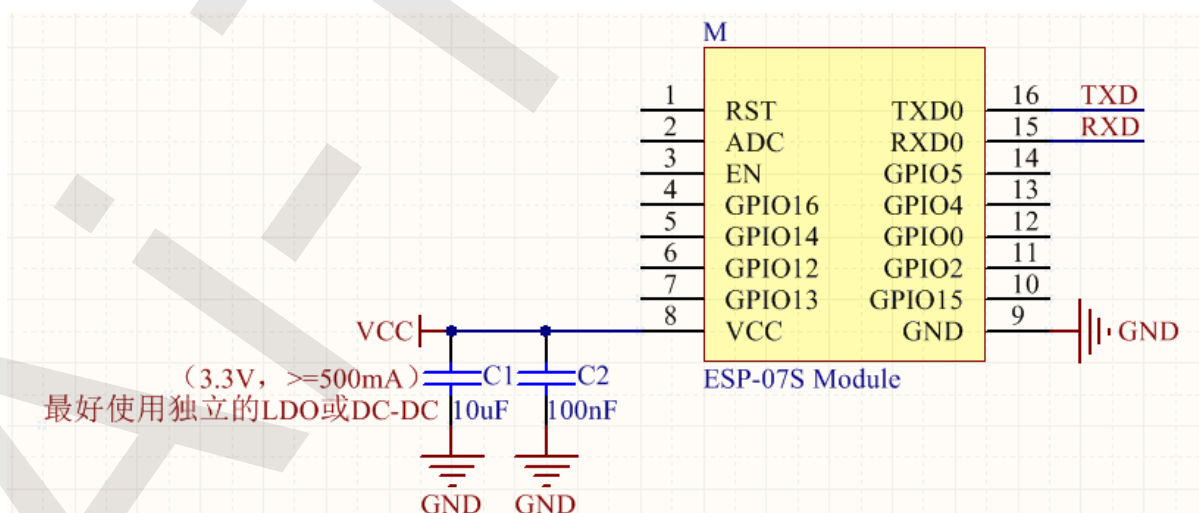 M
1 RST TXD0 16 TXD
2 ADC RXD0 15 RXD
3 EN GPIO5 14
4 GPIO16 GPIO4 13
5 GPIO14 GPIO0 12
6 GPIO12 GPIO2 11
7 GPIO13 GPIO15 10
VCC 8 VCC GND 9 GND
ESP-07S Module
（3.3V，>=500mA） C1 C2
最好使用独立的LDO或DC-DC 10uF 100nF
GND GND